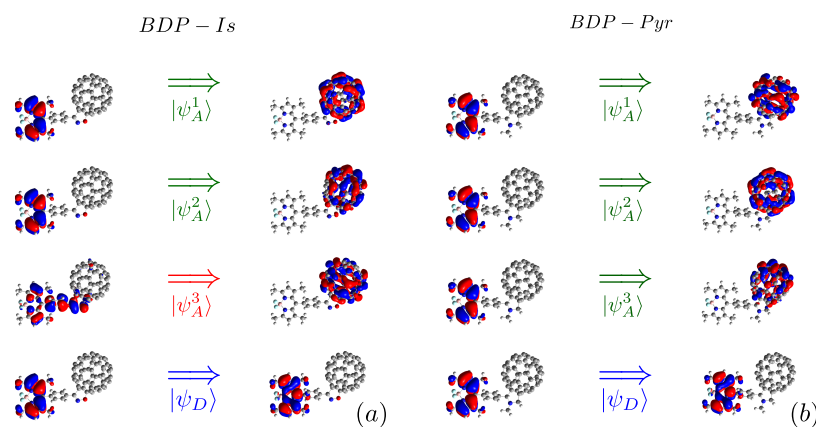 BDP − Is
BDP − Pyr
⟹ ⟹
|ψ_A^1⟩ |ψ_A^1⟩
⟹ ⟹
|ψ_A^2⟩ |ψ_A^2⟩
⟹ ⟹
|ψ_A^3⟩ |ψ_A^3⟩
⟹ ⟹
|ψ_D⟩ (a) |ψ_D⟩ (b)